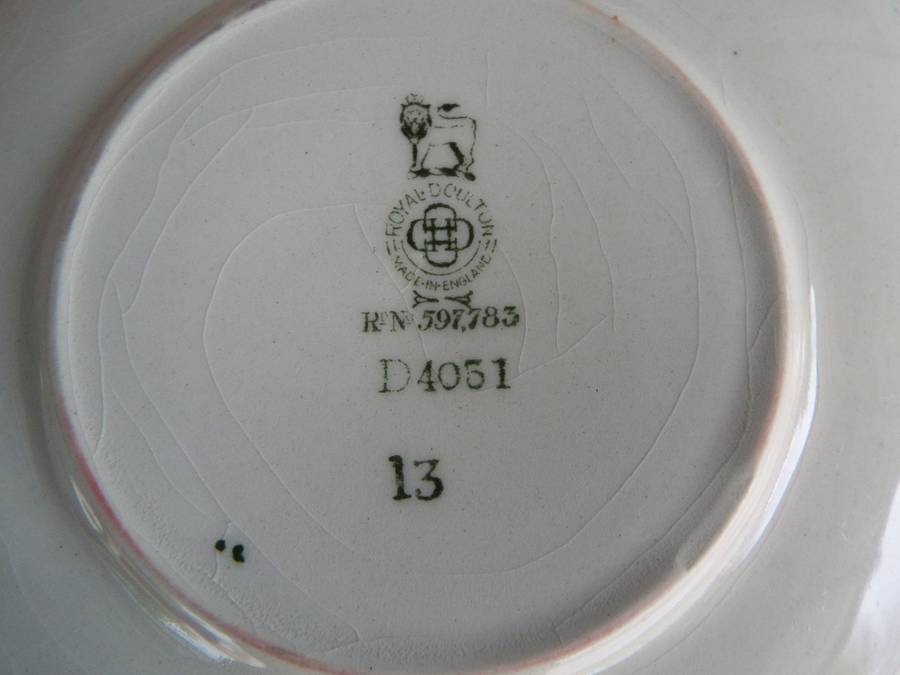 ROYAL·DOULTON
MADE·IN·ENGLAND
Rᵈ Nº 597,783
D4051
13